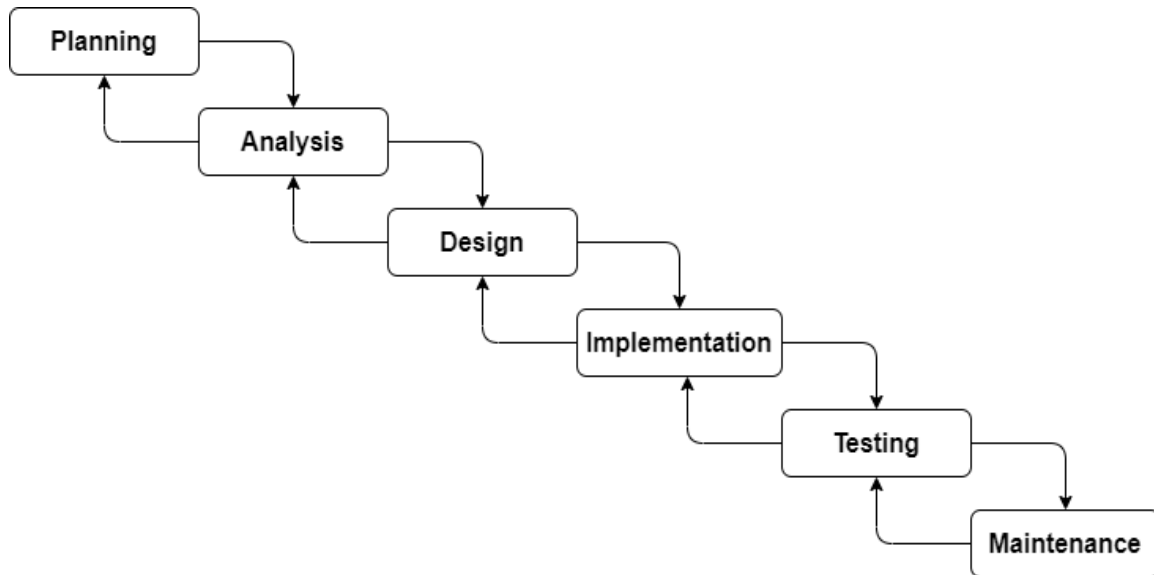 Planning
Analysis
Design
Implementation
Testing
Maintenance